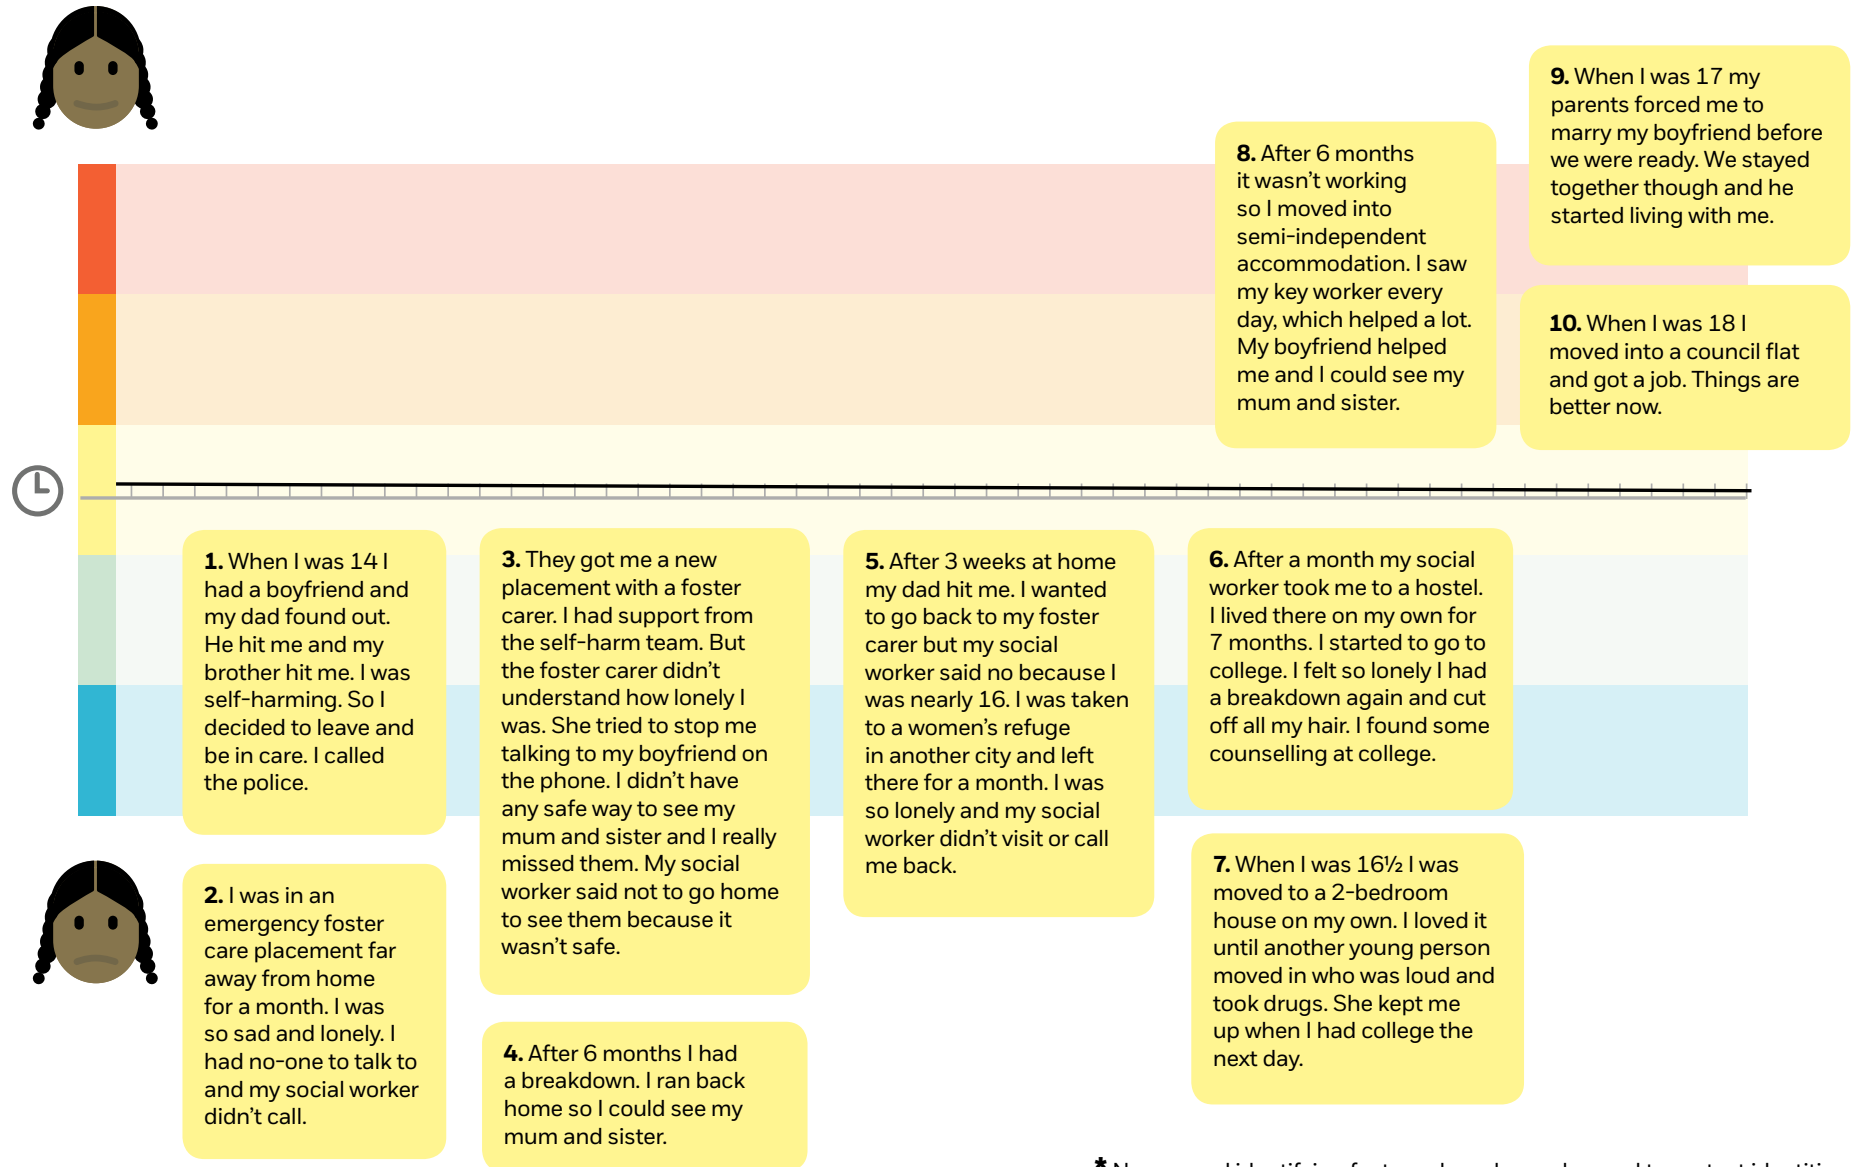 1. When I was 14 I
had a boyfriend and
my dad found out.
He hit me and my
brother hit me. I was
self-harming. So I
decided to leave and
be in care. I called
the police.
2. I was in an
emergency foster
care placement far
away from home
for a month. I was
so sad and lonely. I
had no-one to talk to
and my social worker
didn't call.
3. They got me a new
placement with a foster
carer. I had support from
the self-harm team. But
the foster carer didn't
understand how lonely I
was. She tried to stop me
talking to my boyfriend on
the phone. I didn't have
any safe way to see my
mum and sister and I really
missed them. My social
worker said not to go home
to see them because it
wasn't safe.
4. After 6 months I had
a breakdown. I ran back
home so I could see my
mum and sister.
5. After 3 weeks at home
my dad hit me. I wanted
to go back to my foster
carer but my social
worker said no because I
was nearly 16. I was taken
to a women's refuge
in another city and left
there for a month. I was
so lonely and my social
worker didn't visit or call
me back.
6. After a month my social
worker took me to a hostel.
I lived there on my own for
7 months. I started to go to
college. I felt so lonely I had
a breakdown again and cut
off all my hair. I found some
counselling at college.
7. When I was 16½ I was
moved to a 2-bedroom
house on my own. I loved it
until another young person
moved in who was loud and
took drugs. She kept me
up when I had college the
next day.
8. After 6 months
it wasn't working
so I moved into
semi-independent
accommodation. I saw
my key worker every
day, which helped a lot.
My boyfriend helped
me and I could see my
mum and sister.
9. When I was 17 my
parents forced me to
marry my boyfriend before
we were ready. We stayed
together though and he
started living with me.
10. When I was 18 I
moved into a council flat
and got a job. Things are
better now.